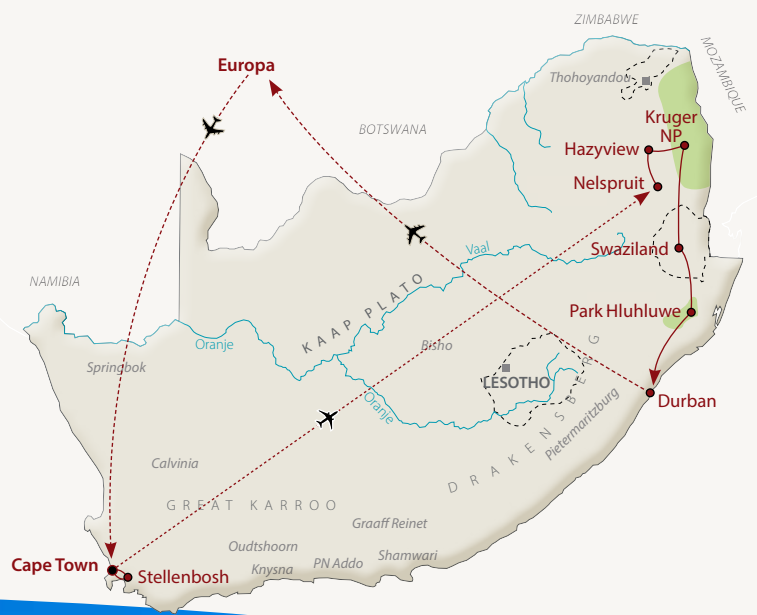 ZIMBABWE
MOZAMBIQUE
Europa
Thohoyandou
BOTSWANA
Kruger
NP
Hazyview
Nelspruit
Vaal
Swaziland
NAMIBIA
KAAP PLATO
Park Hluhluwe
Oranje
Bisho
Springbok
LESOTHO
Oranje
Durban
DRAKENSBERG
Pietermaritzburg
Calvinia
GREAT KARROO
Graaff Reinet
Oudtshoorn
Shamwari
PN Addo
Cape Town
Knysna
Stellenbosh